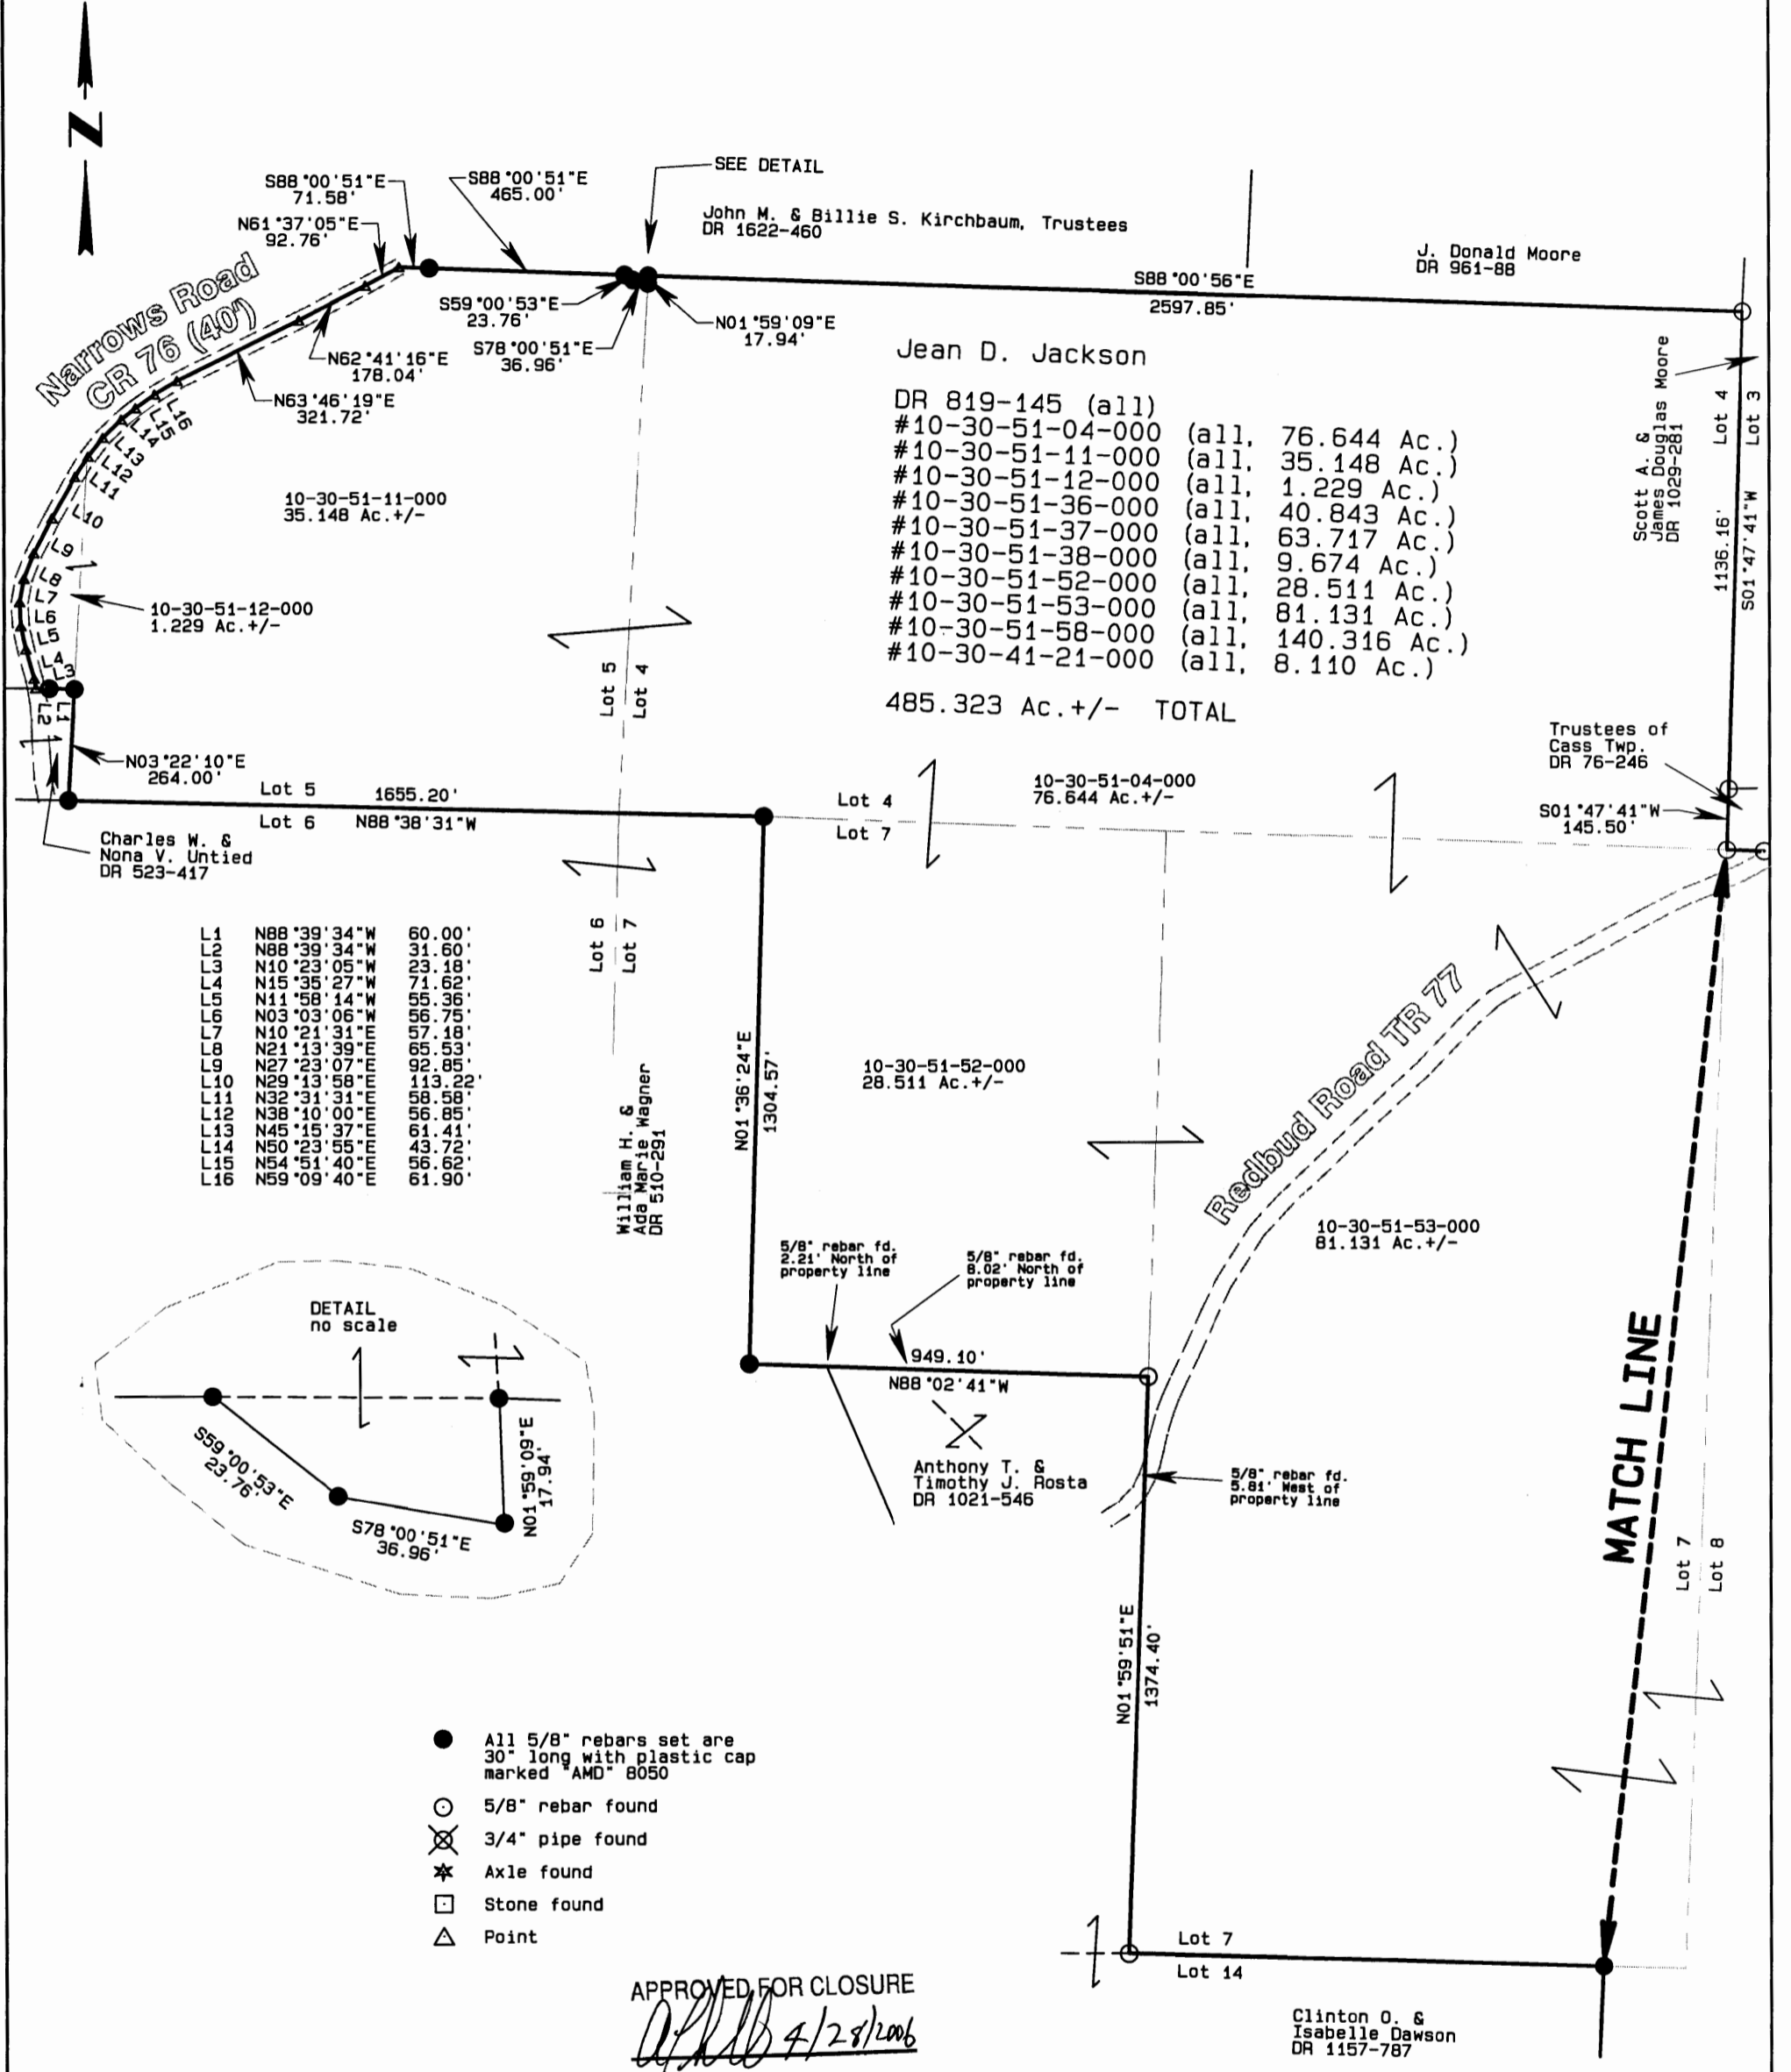 N
SEE DETAIL
S88°00'51"E
71.58'
S88°00'51"E
465.00'
N61°37'05"E
92.76'
John M. & Billie S. Kirchbaum, Trustees
DR 1622-460
J. Donald Moore
DR 961-88
S88°00'56"E
2597.85'
Narrows Road
CR 76 (40')
S59°00'53"E
23.76'
S78°00'51"E
36.96'
N01°59'09"E
17.94'
N62°41'16"E
178.04'
N63°46'19"E
321.72'
Jean D. Jackson
DR 819-145 (all)
#10-30-51-04-000 (all, 76.644 Ac.)
#10-30-51-11-000 (all, 35.148 Ac.)
#10-30-51-12-000 (all, 1.229 Ac.)
#10-30-51-36-000 (all, 40.843 Ac.)
#10-30-51-37-000 (all, 63.717 Ac.)
#10-30-51-38-000 (all, 9.674 Ac.)
#10-30-51-52-000 (all, 28.511 Ac.)
#10-30-51-53-000 (all, 81.131 Ac.)
#10-30-51-58-000 (all, 140.316 Ac.)
#10-30-41-21-000 (all, 8.110 Ac.)
485.323 Ac.+/- TOTAL
Scott A. &
James Douglas Moore
DR 1029-281
Lot 4
Lot 3
1136.16'
S01°47'41"W
L16
L15
L14
L13
L12
L11
L10
L9
L8
L7
L6
L5
L4
L3
L2
L1
10-30-51-11-000
35.148 Ac.+/-
10-30-51-12-000
1.229 Ac.+/-
Lot 5
Lot 4
N03°22'10"E
264.00'
Trustees of
Cass Twp.
DR 76-246
S01°47'41"W
145.50'
Lot 5
1655.20'
Lot 6
N88°38'31"W
Lot 4
Lot 7
10-30-51-04-000
76.644 Ac.+/-
Charles W. &
Nona V. Untied
DR 523-417
L1 N88°39'34"W 60.00'
L2 N88°39'34"W 31.60'
L3 N10°23'05"W 23.18'
L4 N15°35'27"W 71.62'
L5 N11°58'14"W 55.36'
L6 N03°03'06"W 56.75'
L7 N10°21'31"E 57.18'
L8 N21°13'39"E 65.53'
L9 N27°23'07"E 92.85'
L10 N29°13'58"E 113.22'
L11 N32°31'31"E 58.58'
L12 N38°10'00"E 56.85'
L13 N45°15'37"E 61.41'
L14 N50°23'55"E 43.72'
L15 N54°51'40"E 56.62'
L16 N59°09'40"E 61.90'
Lot 6
Lot 7
William H. &
Ada Marie Wagner
DR 510-291
N01°36'24"E
1304.57'
10-30-51-52-000
28.511 Ac.+/-
Redbud Road TR 77
10-30-51-53-000
81.131 Ac.+/-
5/8" rebar fd.
2.21' North of
property line
5/8" rebar fd.
8.02' North of
property line
949.10'
N88°02'41"W
Anthony T. &
Timothy J. Rosta
DR 1021-546
5/8" rebar fd.
5.81' West of
property line
DETAIL
no scale
S59°00'53"E
23.76'
S78°00'51"E
36.96'
N01°59'09"E
17.94'
MATCH LINE
Lot 7
Lot 8
N01°59'51"E
1374.40'
All 5/8" rebars set are
30" long with plastic cap
marked "AMD" 8050
5/8" rebar found
3/4" pipe found
Axle found
Stone found
Point
Lot 7
Lot 14
APPROVED FOR CLOSURE
4/28/2006
Clinton O. &
Isabelle Dawson
DR 1157-787